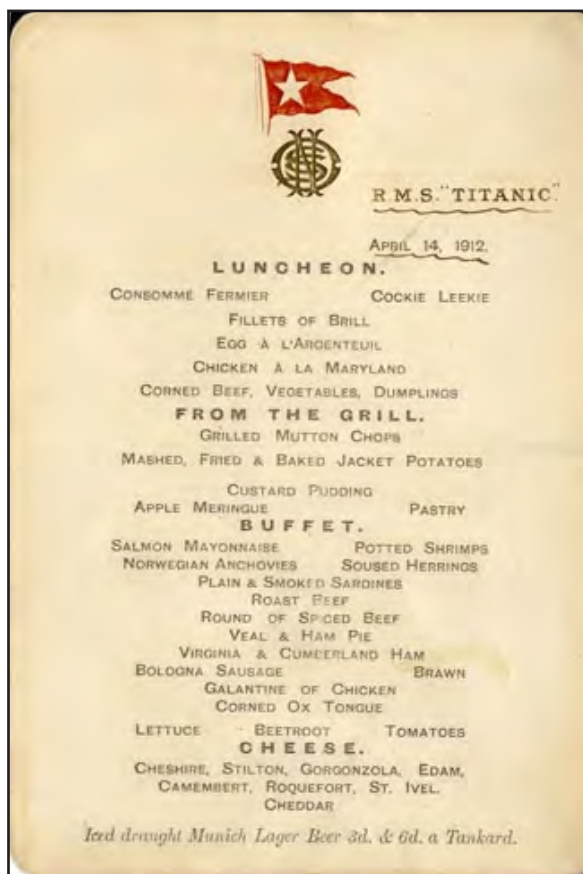 R.M.S. "TITANIC".
APRIL 14, 1912.
LUNCHEON.
CONSOMMÉ FERMIER COCKIE LEEKIE
FILLETS OF BRILL
EGG À L'ARGENTEUIL
CHICKEN À LA MARYLAND
CORNED BEEF, VEGETABLES, DUMPLINGS
FROM THE GRILL.
GRILLED MUTTON CHOPS
MASHED, FRIED & BAKED JACKET POTATOES
CUSTARD PUDDING
APPLE MERINGUE PASTRY
BUFFET.
SALMON MAYONNAISE POTTED SHRIMPS
NORWEGIAN ANCHOVIES SOUSED HERRINGS
PLAIN & SMOKED SARDINES
ROAST BEEF
ROUND OF SPICED BEEF
VEAL & HAM PIE
VIRGINIA & CUMBERLAND HAM
BOLOGNA SAUSAGE BRAWN
GALANTINE OF CHICKEN
CORNED OX TONGUE
LETTUCE BEETROOT TOMATOES
CHEESE.
CHESHIRE, STILTON, GORGONZOLA, EDAM,
CAMEMBERT, ROQUEFORT, ST. IVEL.
CHEDDAR
Iced draught Munich Lager Beer 3d. & 6d. a Tankard.